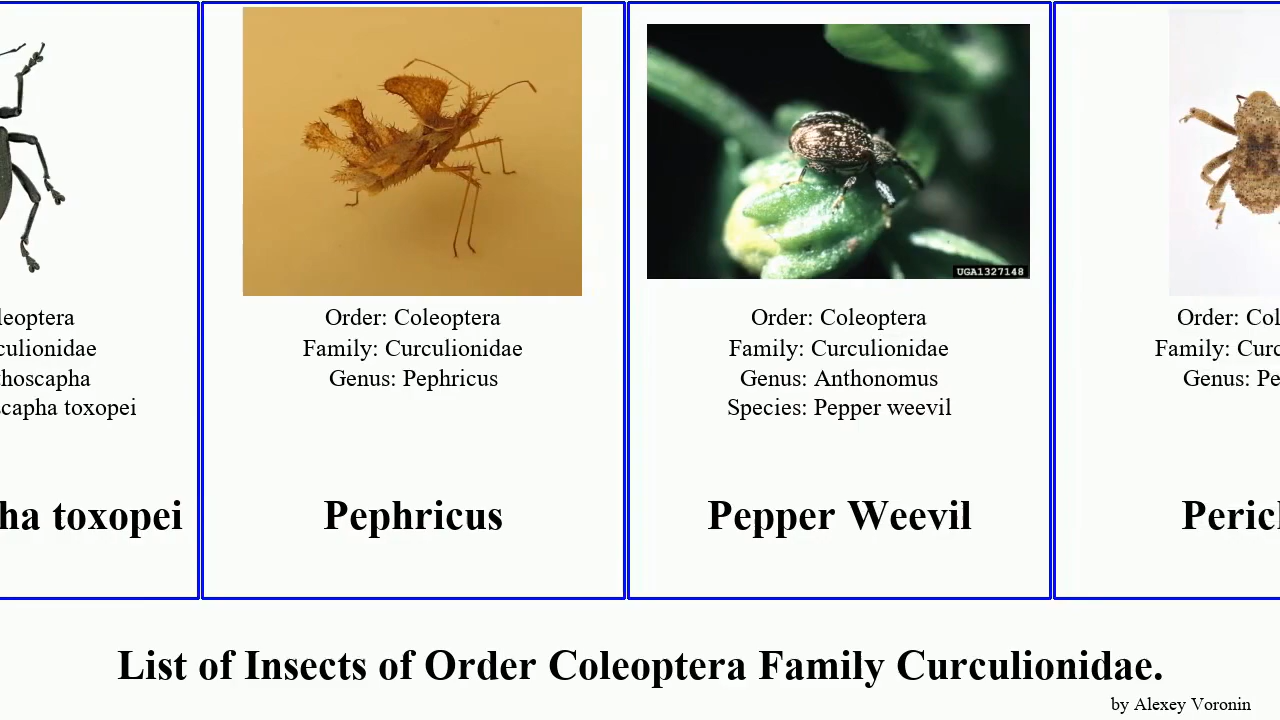 leoptera
culionidae
hoscapha
capha toxopei
ha toxopei
Order: Coleoptera
Family: Curculionidae
Genus: Pephricus
Pephricus
UGA1327148
Order: Coleoptera
Family: Curculionidae
Genus: Anthonomus
Species: Pepper weevil
Pepper Weevil
Order: Col
Family: Curc
Genus: Pe
Peric
List of Insects of Order Coleoptera Family Curculionidae.
by Alexey Voronin